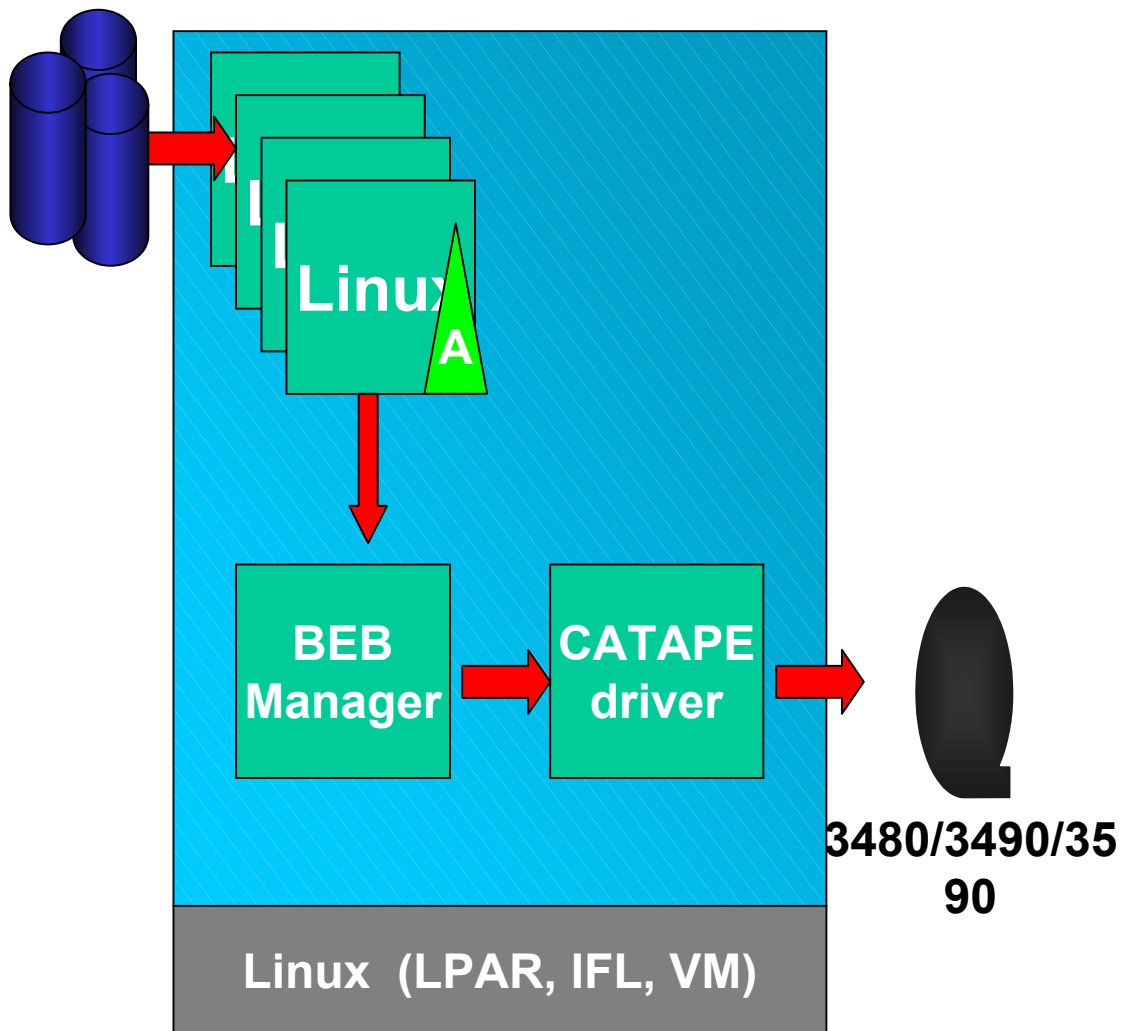 L
L
L
Linux
A
BEB
Manager
CATAPE
driver
3480/3490/35
90
Linux (LPAR, IFL, VM)